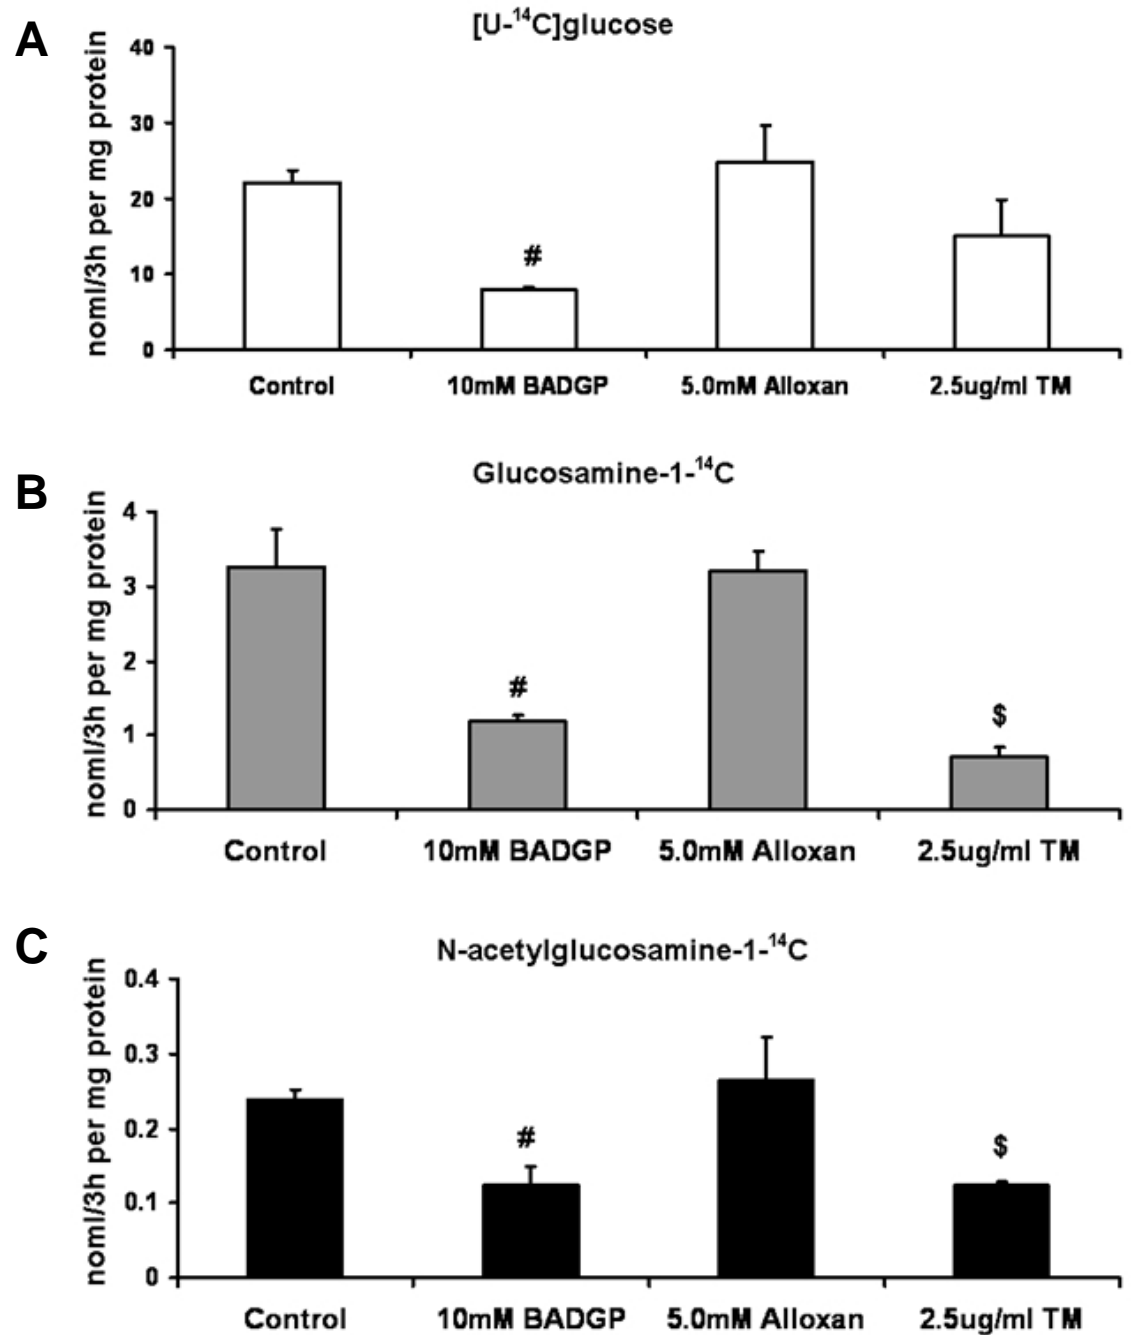 A
[U-¹⁴C]glucose
noml/3h per mg protein
40
30
20
10
0
#
Control
10mM BADGP
5.0mM Alloxan
2.5ug/ml TM
B
Glucosamine-1-¹⁴C
noml/3h per mg protein
4
3
2
1
0
#
$
Control
10mM BADGP
5.0mM Alloxan
2.5ug/ml TM
C
N-acetylglucosamine-1-¹⁴C
noml/3h per mg protein
0.4
0.3
0.2
0.1
0
#
$
Control
10mM BADGP
5.0mM Alloxan
2.5ug/ml TM